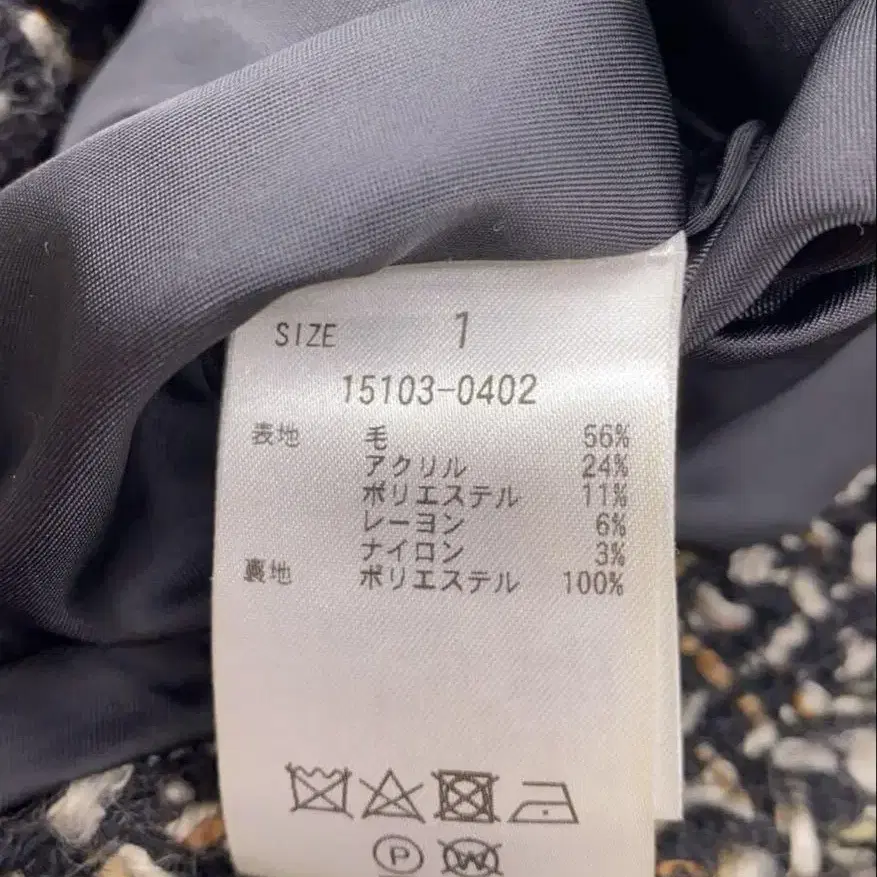 SIZE 1
15103-0402
表地 毛 56%
アクリル 24%
ポリエステル 11%
レーヨン 6%
ナイロン 3%
裏地 ポリエステル 100%
P W